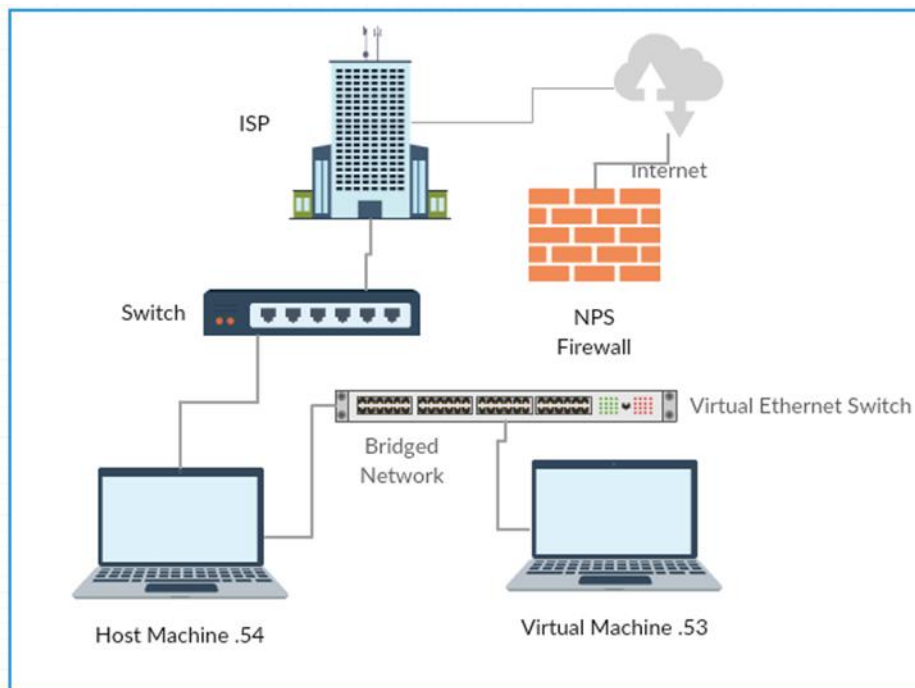 ISP
Internet
Switch
NPS
Firewall
Virtual Ethernet Switch
Bridged
Network
Host Machine .54
Virtual Machine .53